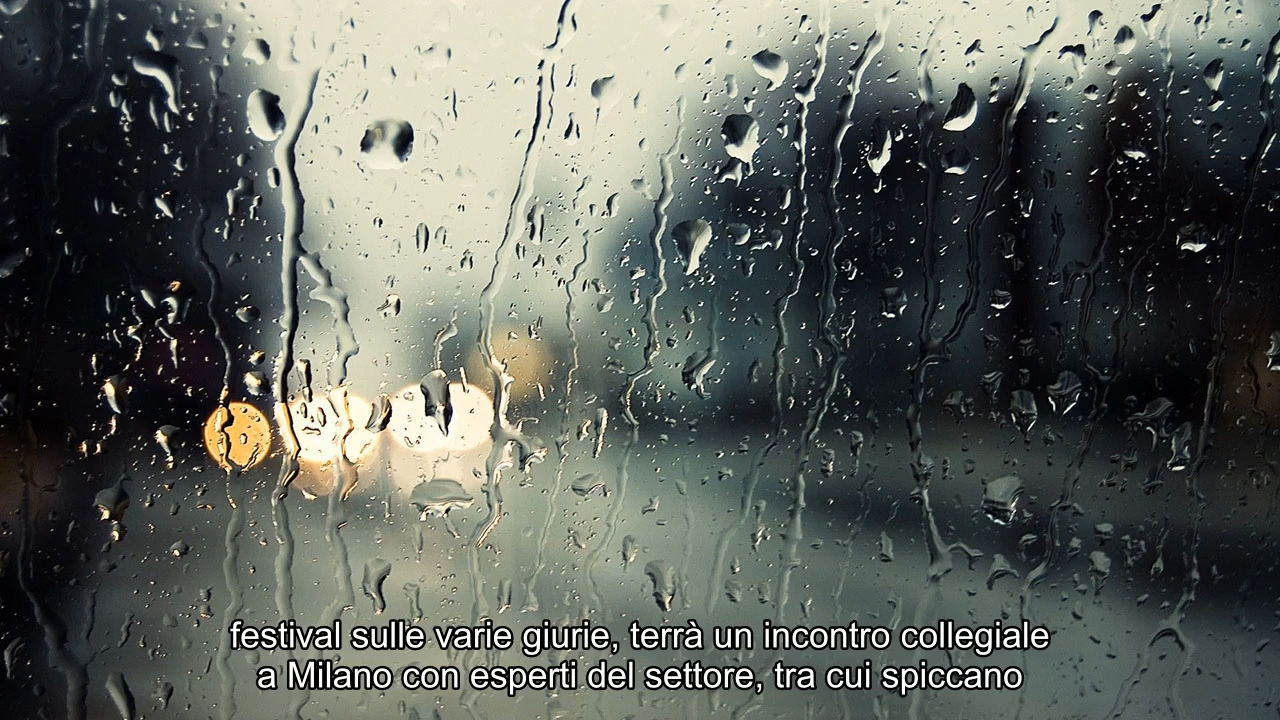 festival sulle varie giurie, terrà un incontro collegiale
a Milano con esperti del settore, tra cui spiccano